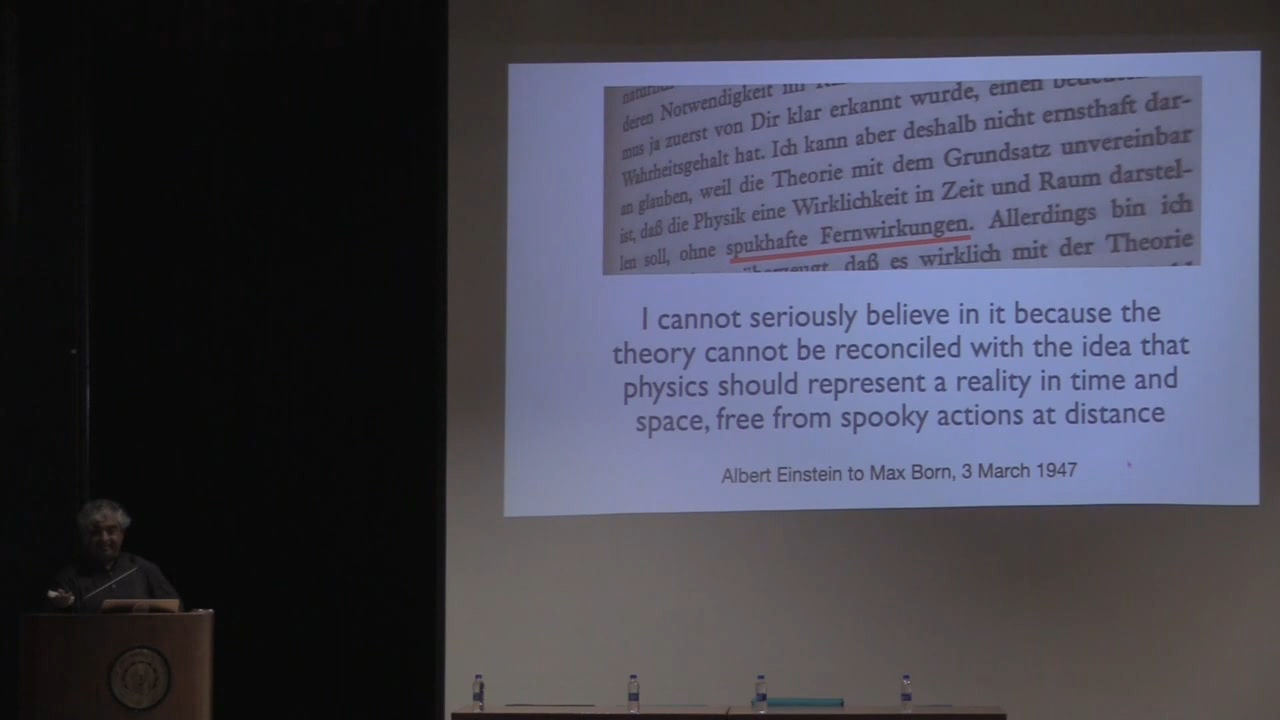 deren Notwendigkeit im
mus ja zuerst von Dir klar erkannt wurde, einen
Wahrheitsgehalt hat. Ich kann aber deshalb nicht ernsthaft dar-
an glauben, weil die Theorie mit dem Grundsatz unvereinbar
ist, daß die Physik eine Wirklichkeit in Zeit und Raum darstel-
len soll, ohne spukhafte Fernwirkungen. Allerdings bin ich
daß es wirklich mit der Theorie
I cannot seriously believe in it because the
theory cannot be reconciled with the idea that
physics should represent a reality in time and
space, free from spooky actions at distance
Albert Einstein to Max Born, 3 March 1947